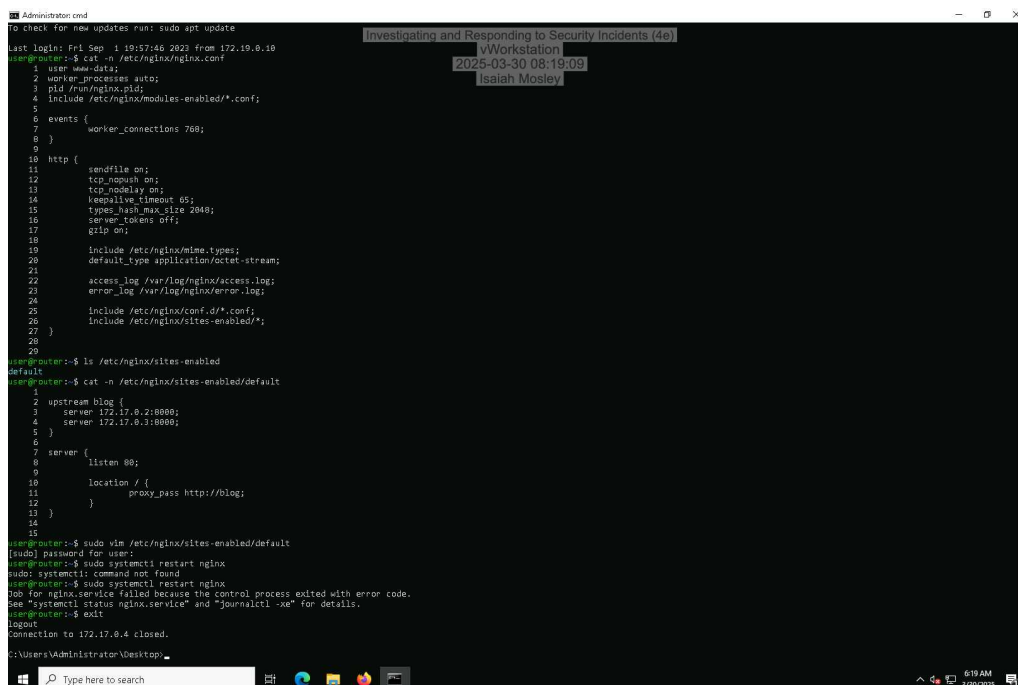 Administrator: cmd
To check for new updates run: sudo apt update
Investigating and Responding to Security Incidents (4e)
vWorkstation
2025-03-30 08:19:09
Isaiah Mosley
Last login: Fri Sep  1 19:57:46 2023 from 172.19.0.10
user@router:~$ cat -n /etc/nginx/nginx.conf
1 user www-data;
2 worker_processes auto;
3 pid /run/nginx.pid;
4 include /etc/nginx/modules-enabled/*.conf;
5
6 events {
7 worker_connections 768;
8 }
9
10 http {
11 sendfile on;
12 tcp_nopush on;
13 tcp_nodelay on;
14 keepalive_timeout 65;
15 types_hash_max_size 2048;
16 server_tokens off;
17 gzip on;
18
19 include /etc/nginx/mime.types;
20 default_type application/octet-stream;
21
22 access_log /var/log/nginx/access.log;
23 error_log /var/log/nginx/error.log;
24
25 include /etc/nginx/conf.d/*.conf;
26 include /etc/nginx/sites-enabled/*;
27 }
28
29
user@router:~$ ls /etc/nginx/sites-enabled
default
user@router:~$ cat -n /etc/nginx/sites-enabled/default
1
2 upstream blog {
3 server 172.17.0.2:8000;
4 server 172.17.0.3:8000;
5 }
6
7 server {
8 listen 80;
9
10 location / {
11 proxy_pass http://blog;
12 }
13 }
14
15
user@router:~$ sudo vim /etc/nginx/sites-enabled/default
[sudo] password for user:
user@router:~$ sudo systemct1 restart nginx
sudo: systemct1: command not found
user@router:~$ sudo systemctl restart nginx
Job for nginx.service failed because the control process exited with error code.
See "systemctl status nginx.service" and "journalctl -xe" for details.
user@router:~$ exit
logout
Connection to 172.17.0.4 closed.
C:\Users\Administrator\Desktop>
Type here to search
6:19 AM
3/30/2025